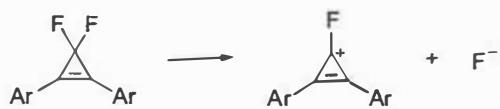 F F F
+ + F⁻
Ar Ar Ar Ar